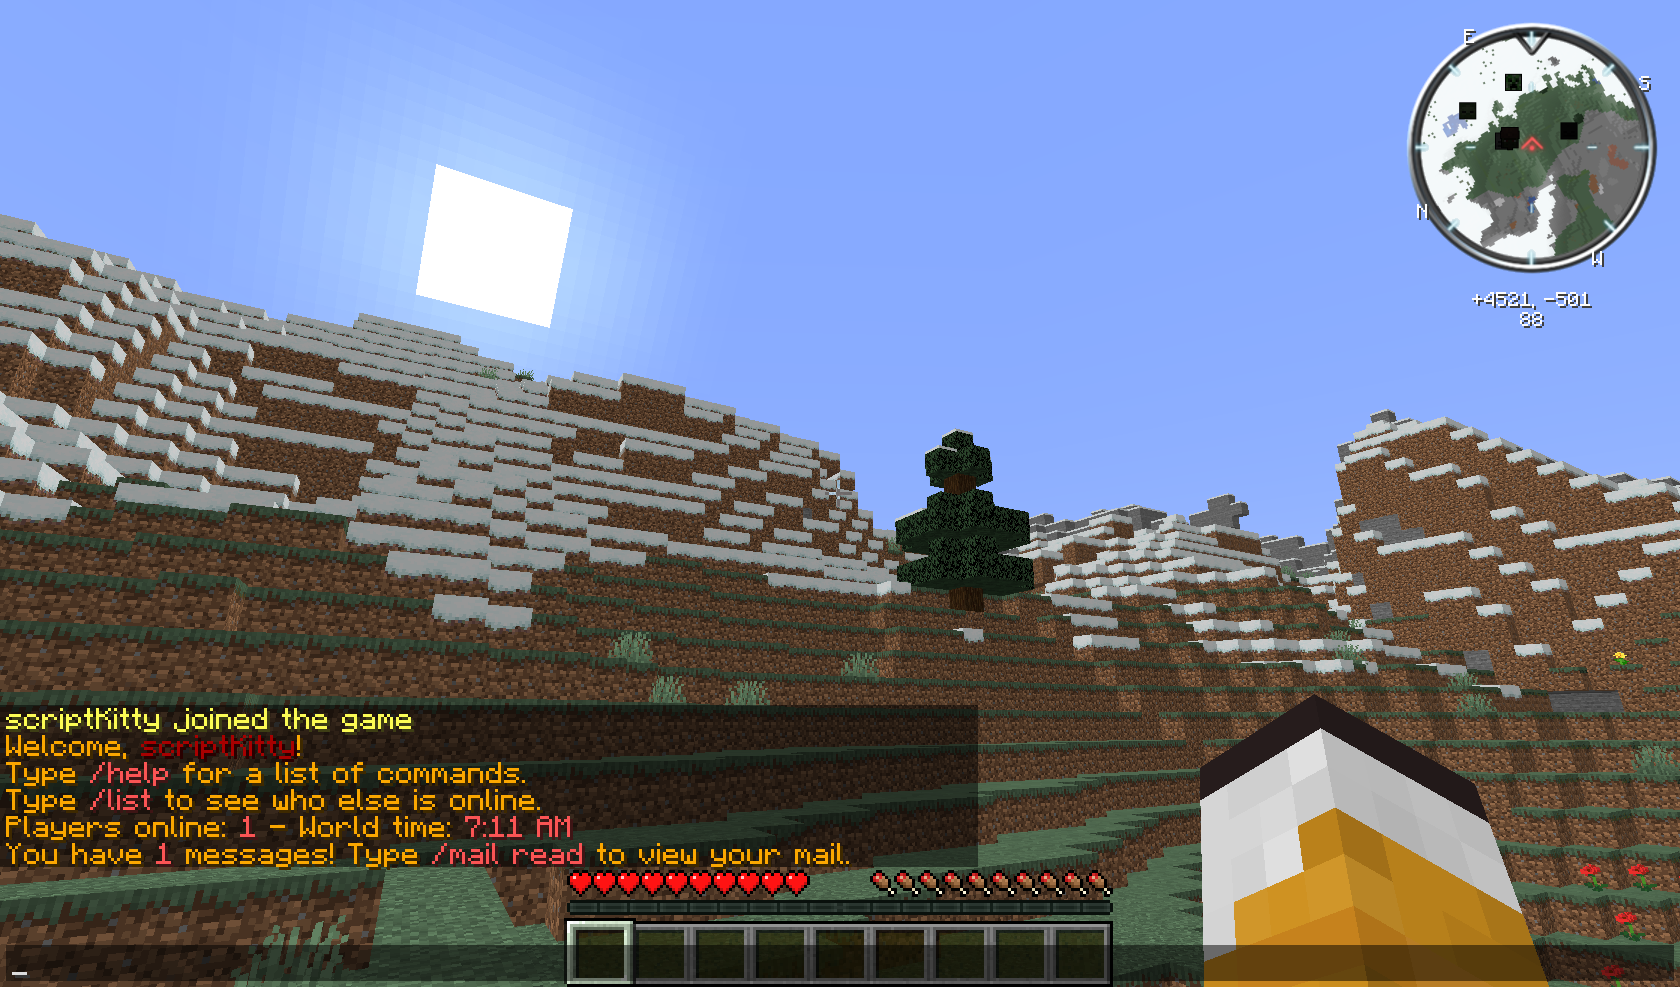 E
S
N
W
+4521, -501
88
scriptKitty joined the game
Welcome, scriptKitty!
Type /help for a list of commands.
Type /list to see who else is online.
Players online: 1 - World time: 7:11 AM
You have 1 messages! Type /mail read to view your mail.
_